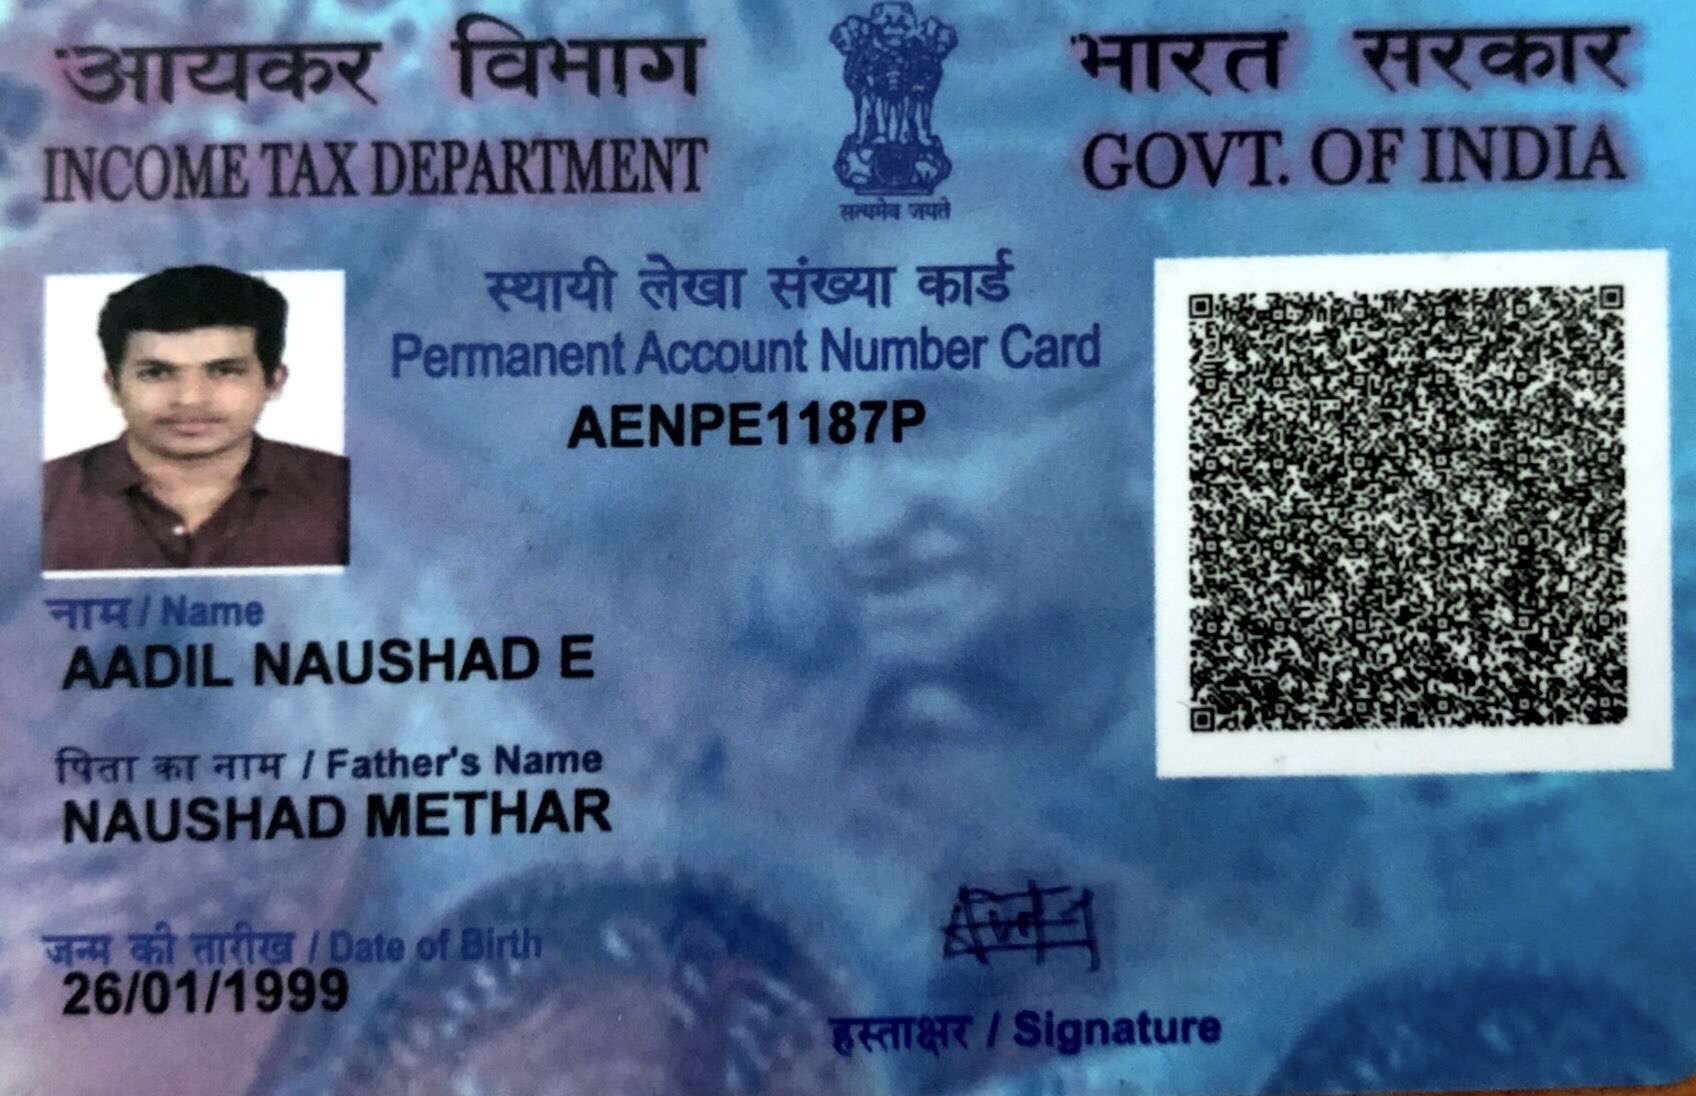 आयकर विभाग
INCOME TAX DEPARTMENT
सत्यमेव जयते
भारत सरकार
GOVT. OF INDIA
स्थायी लेखा संख्या कार्ड
Permanent Account Number Card
AENPE1187P
नाम / Name
AADIL NAUSHAD E
पिता का नाम / Father's Name
NAUSHAD METHAR
जन्म की तारीख / Date of Birth
26/01/1999
हस्ताक्षर / Signature